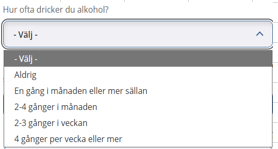 Hur ofta dricker du alkohol?
- Välj -
- Välj -
Aldrig
En gång i månaden eller mer sällan
2-4 gånger i månaden
2-3 gånger i veckan
4 gånger per vecka eller mer